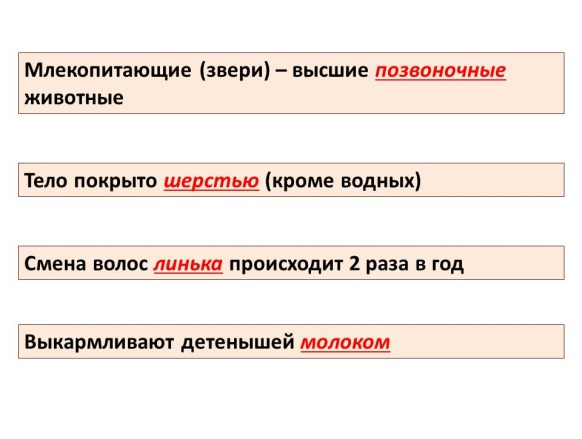 Млекопитающие (звери) – высшие позвоночные
животные
Тело покрыто шерстью (кроме водных)
Смена волос линька происходит 2 раза в год
Выкармливают детенышей молоком